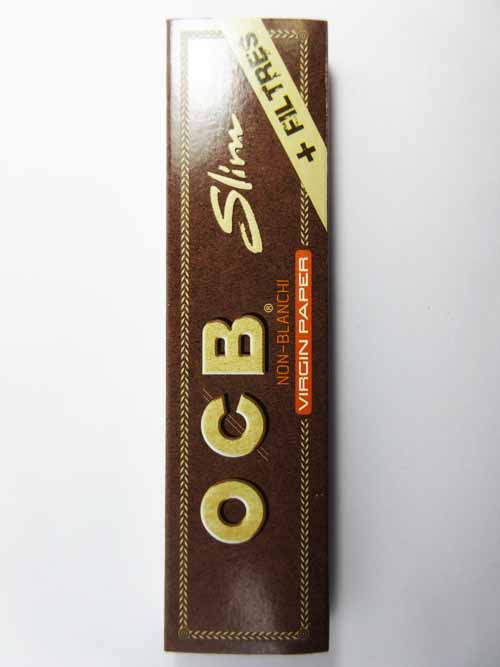 OCB® Slim
NON-BLANCHI
VIRGIN PAPER
+ FILTRES